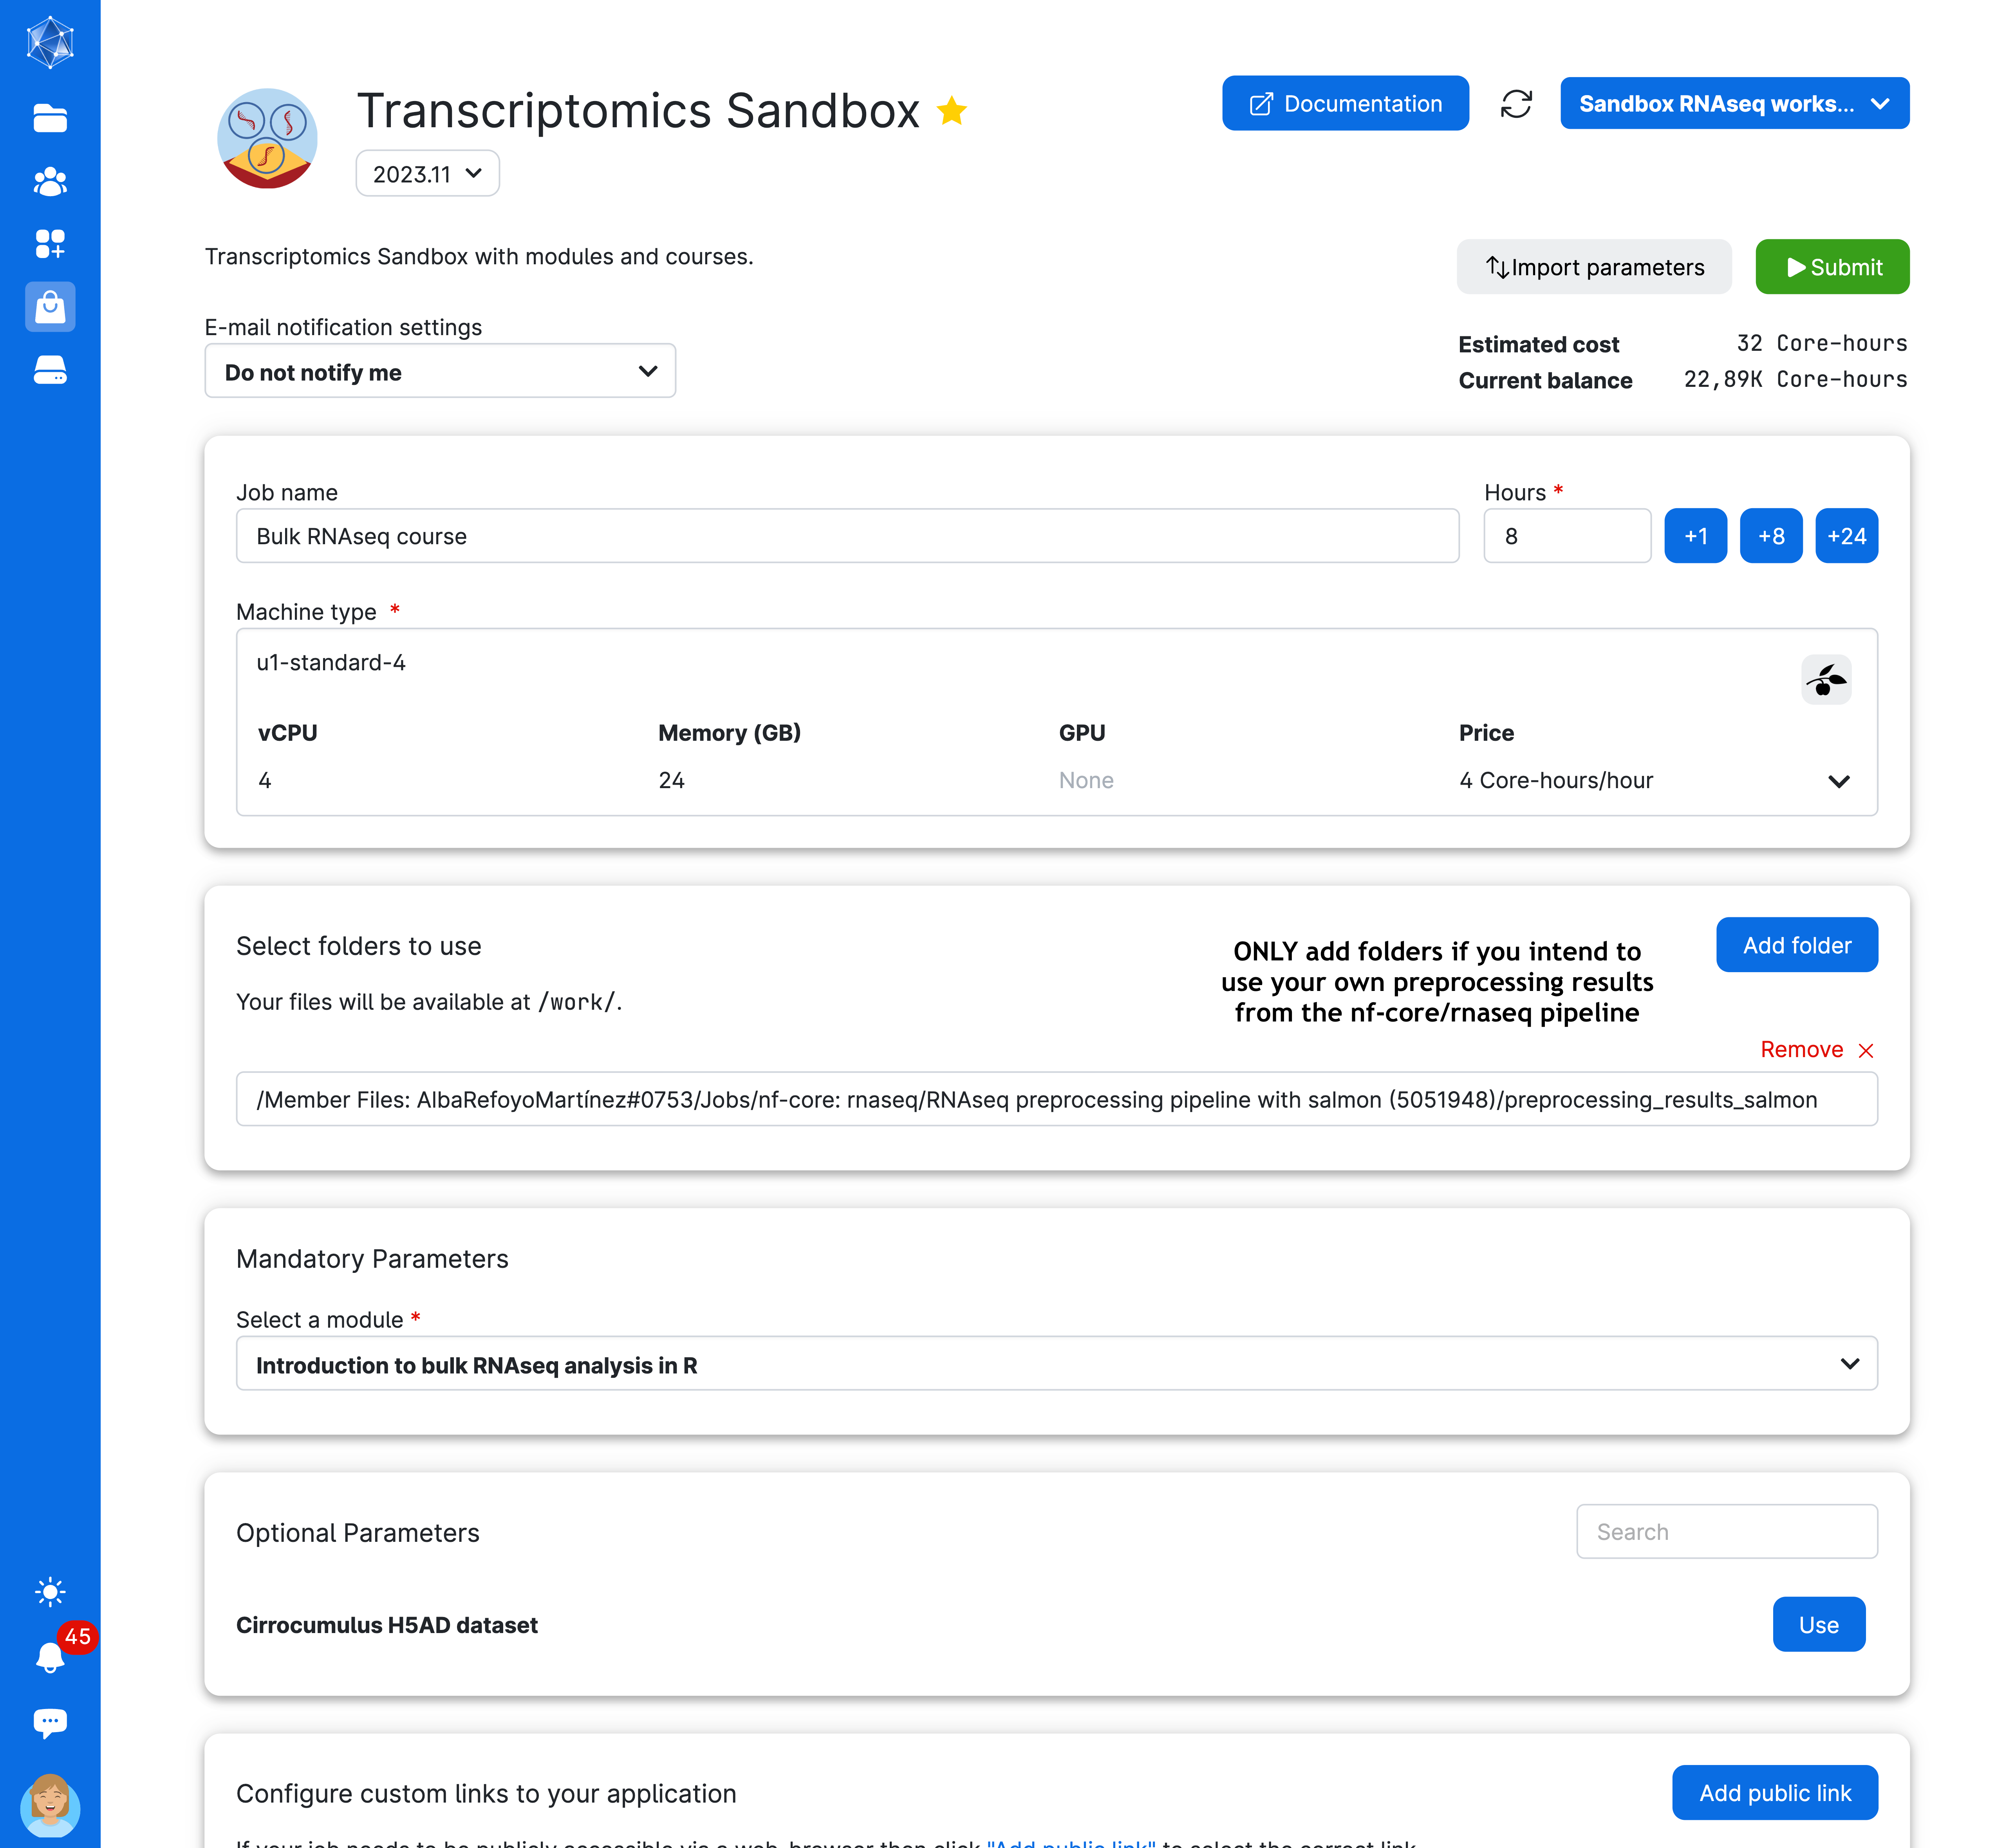 Transcriptomics Sandbox
Documentation
Sandbox RNAseq works...
2023.11
Transcriptomics Sandbox with modules and courses.
Import parameters
Submit
E-mail notification settings
Do not notify me
Estimated cost 32 Core-hours
Current balance 22,89K Core-hours
Job name
Hours *
Bulk RNAseq course
8
+1
+8
+24
Machine type *
u1-standard-4
vCPU Memory (GB) GPU Price
4 24 None 4 Core-hours/hour
Select folders to use
ONLY add folders if you intend to
use your own preprocessing results
from the nf-core/rnaseq pipeline
Add folder
Your files will be available at /work/.
Remove
/Member Files: AlbaRefoyoMartínez#0753/Jobs/nf-core: rnaseq/RNAseq preprocessing pipeline with salmon (5051948)/preprocessing_results_salmon
Mandatory Parameters
Select a module *
Introduction to bulk RNAseq analysis in R
Optional Parameters
Search
Cirrocumulus H5AD dataset
Use
45
Configure custom links to your application
Add public link
If your job needs to be publicly accessible via a web-browser then click "Add public link" to select the correct link.